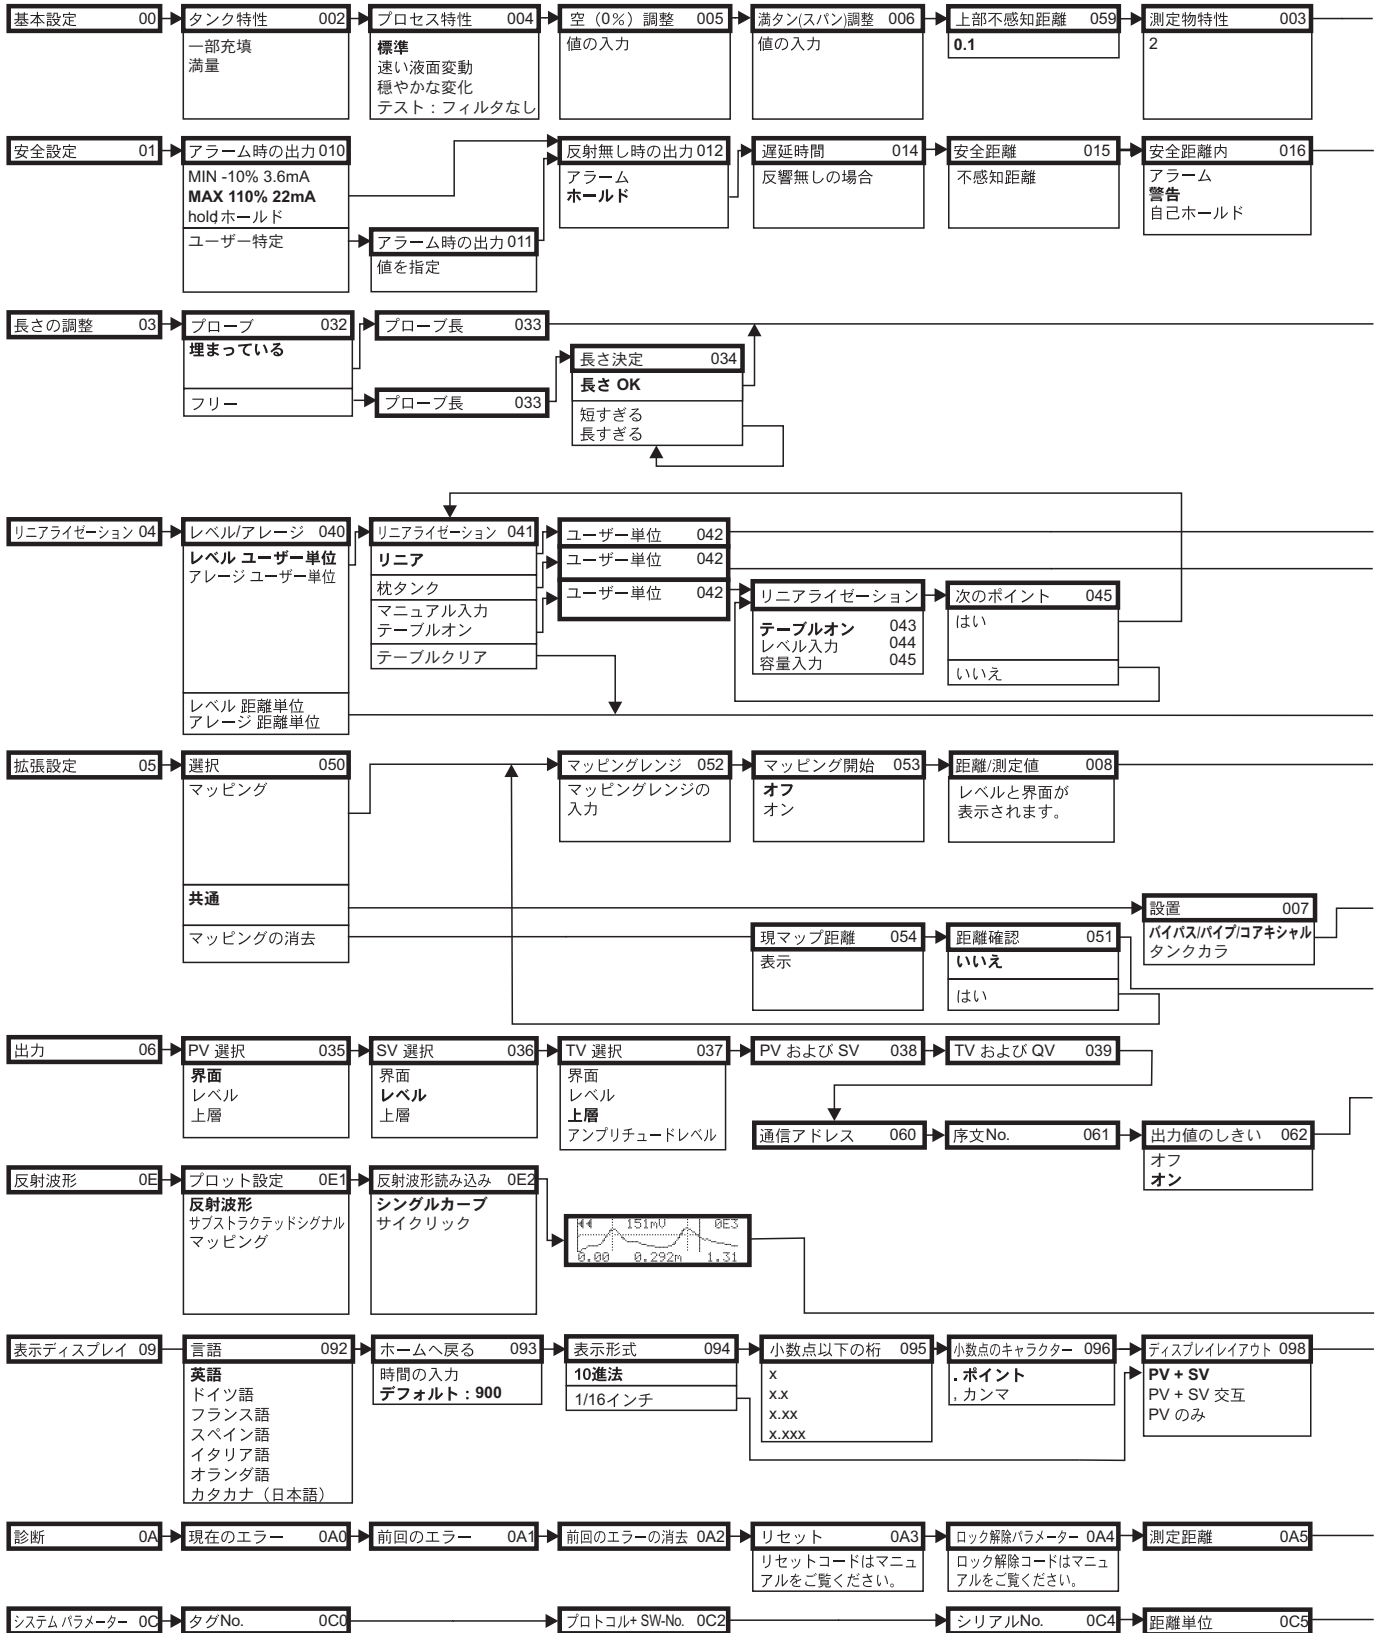 基本設定 00
タンク特性 002
一部充填
満量
プロセス特性 004
標準
速い液面変動
穏やかな変化
テスト：フィルタなし
空（0％）調整 005
値の入力
満タン(スパン)調整 006
値の入力
上部不感知距離 059
0.1
測定物特性 003
2
安全設定 01
アラーム時の出力 010
MIN -10% 3.6mA
MAX 110% 22mA
hold ホールド
ユーザー特定
アラーム時の出力 011
値を指定
反射無し時の出力 012
アラーム
ホールド
遅延時間 014
反響無しの場合
安全距離 015
不感知距離
安全距離内 016
アラーム
警告
自己ホールド
長さの調整 03
プローブ 032
埋まっている
フリー
プローブ長 033
プローブ長 033
長さ決定 034
長さ OK
短すぎる
長すぎる
リニアライゼーション 04
レベル/アレージ 040
レベル ユーザー単位
アレージ ユーザー単位
レベル 距離単位
アレージ 距離単位
リニアライゼーション 041
リニア
枕タンク
マニュアル入力
テーブルオン
テーブルクリア
ユーザー単位 042
ユーザー単位 042
ユーザー単位 042
リニアライゼーション
テーブルオン 043
レベル入力 044
容量入力 045
次のポイント 045
はい
いいえ
拡張設定 05
選択 050
マッピング
共通
マッピングの消去
マッピングレンジ 052
マッピングレンジの
入力
マッピング開始 053
オフ
オン
距離/測定値 008
レベルと界面が
表示されます。
設置 007
バイパス/パイプ/コアキシャル
タンクカラ
現マップ距離 054
表示
距離確認 051
いいえ
はい
出力 06
PV 選択 035
界面
レベル
上層
SV 選択 036
界面
レベル
上層
TV 選択 037
界面
レベル
上層
アンプリチュードレベル
PV および SV 038
TV および QV 039
通信アドレス 060
序文No. 061
出力値のしきい 062
オフ
オン
反射波形 0E
プロット設定 0E1
反射波形
サブストラクテッドシグナル
マッピング
反射波形読み込み 0E2
シングルカーブ
サイクリック
151mV 0E3
0.00 0.292m 1.31
表示ディスプレイ 09
言語 092
英語
ドイツ語
フランス語
スペイン語
イタリア語
オランダ語
カタカナ（日本語）
ホームへ戻る 093
時間の入力
デフォルト：900
表示形式 094
10進法
1/16インチ
小数点以下の桁 095
x
x.x
x.xx
x.xxx
小数点のキャラクター 096
. ポイント
, カンマ
ディスプレイレイアウト 098
PV + SV
PV + SV 交互
PV のみ
診断 0A
現在のエラー 0A0
前回のエラー 0A1
前回のエラーの消去 0A2
リセット 0A3
リセットコードはマニュ
アルをご覧ください。
ロック解除パラメーター 0A4
ロック解除コードはマニュ
アルをご覧ください。
測定距離 0A5
システム パラメーター 0C
タグNo. 0C0
プロトコル+ SW-No. 0C2
シリアルNo. 0C4
距離単位 0C5